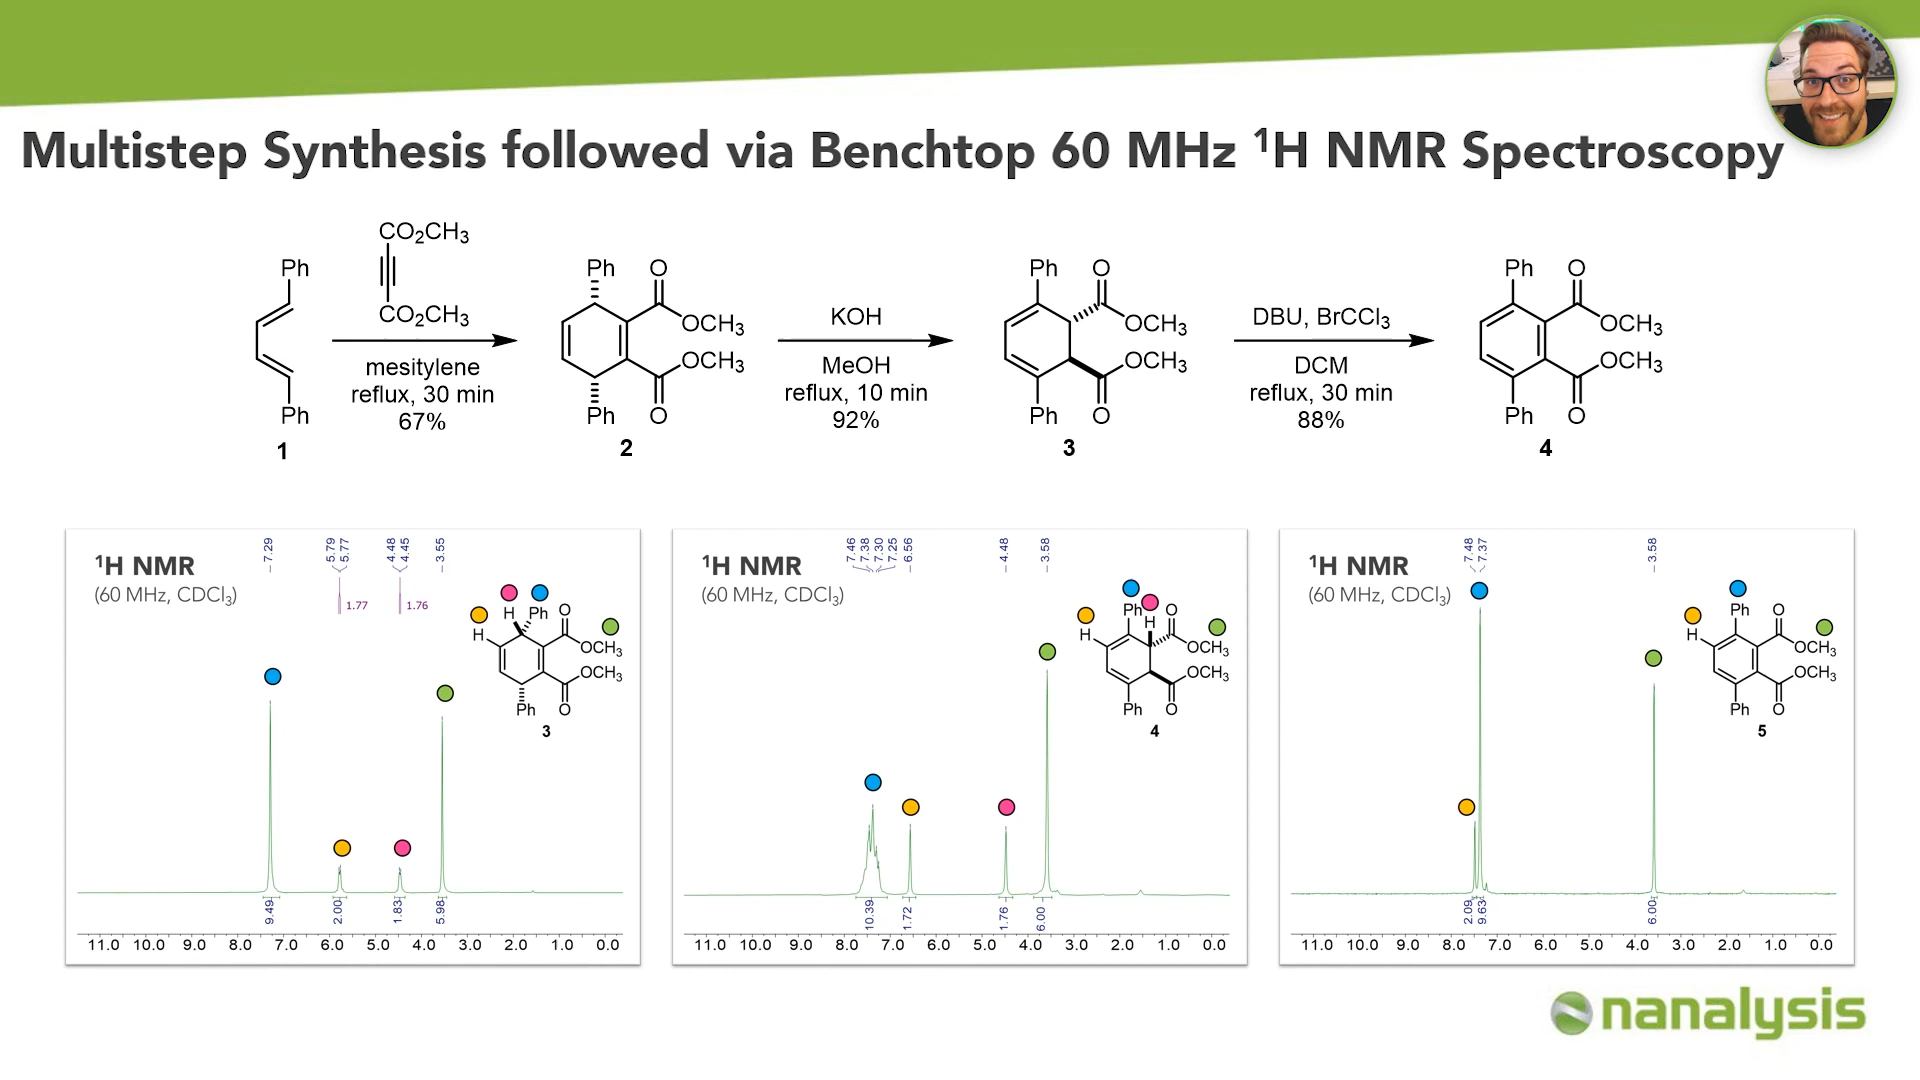 Multistep Synthesis followed via Benchtop 60 MHz ¹H NMR Spectroscopy
Ph
Ph
1
CO₂CH₃
CO₂CH₃
mesitylene
reflux, 30 min
67%
Ph
O
OCH₃
OCH₃
Ph
O
2
KOH
MeOH
reflux, 10 min
92%
Ph
O
OCH₃
OCH₃
Ph
O
3
DBU, BrCCl₃
DCM
reflux, 30 min
88%
Ph
O
OCH₃
OCH₃
Ph
O
4
¹H NMR
(60 MHz, CDCl₃)
7.29
5.79
5.77
4.48
4.45
3.55
1.77
1.76
H
H
Ph
O
OCH₃
OCH₃
Ph
O
3
9.49
2.00
1.83
5.98
11.0 10.0 9.0 8.0 7.0 6.0 5.0 4.0 3.0 2.0 1.0 0.0
¹H NMR
(60 MHz, CDCl₃)
7.46
7.38
7.30
7.25
6.56
4.48
3.58
Ph
H
H
O
OCH₃
OCH₃
Ph
O
4
10.39
1.72
1.76
6.00
11.0 10.0 9.0 8.0 7.0 6.0 5.0 4.0 3.0 2.0 1.0 0.0
¹H NMR
(60 MHz, CDCl₃)
7.48
7.37
3.58
Ph
H
O
OCH₃
OCH₃
Ph
O
5
2.09
9.63
6.00
11.0 10.0 9.0 8.0 7.0 6.0 5.0 4.0 3.0 2.0 1.0 0.0
nanalysis